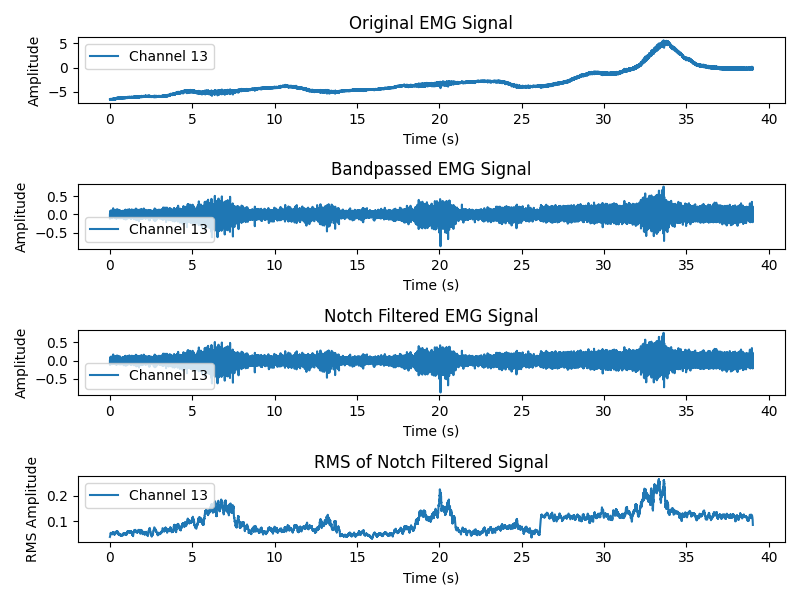 Original EMG Signal
5
0
−5
Amplitude
Channel 13
0 5 10 15 20 25 30 35 40
Time (s)
Bandpassed EMG Signal
0.5
0.0
−0.5
Amplitude
Channel 13
0 5 10 15 20 25 30 35 40
Time (s)
Notch Filtered EMG Signal
0.5
0.0
−0.5
Amplitude
Channel 13
0 5 10 15 20 25 30 35 40
Time (s)
RMS of Notch Filtered Signal
0.2
0.1
RMS Amplitude
Channel 13
0 5 10 15 20 25 30 35 40
Time (s)